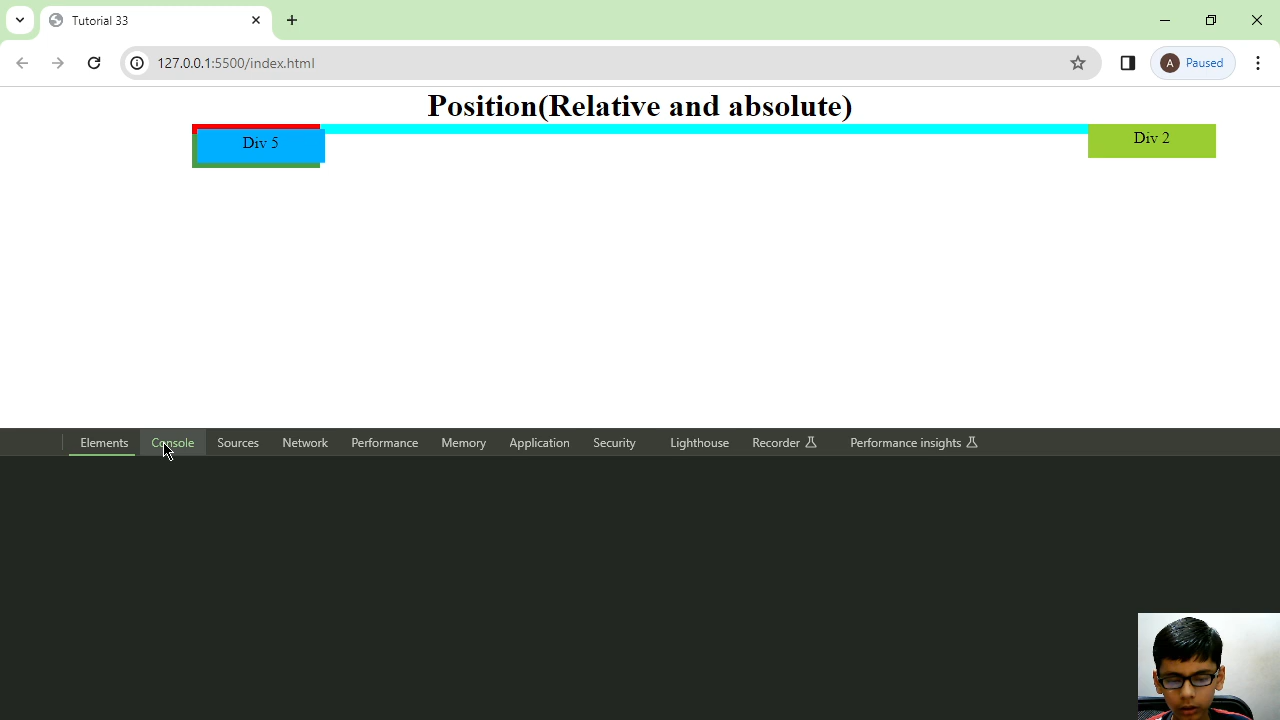 Tutorial 33
127.0.0.1:5500/index.html
A Paused
Position(Relative and absolute)
Div 5
Div 2
Elements Console Sources Network Performance Memory Application Security Lighthouse Recorder Performance insights